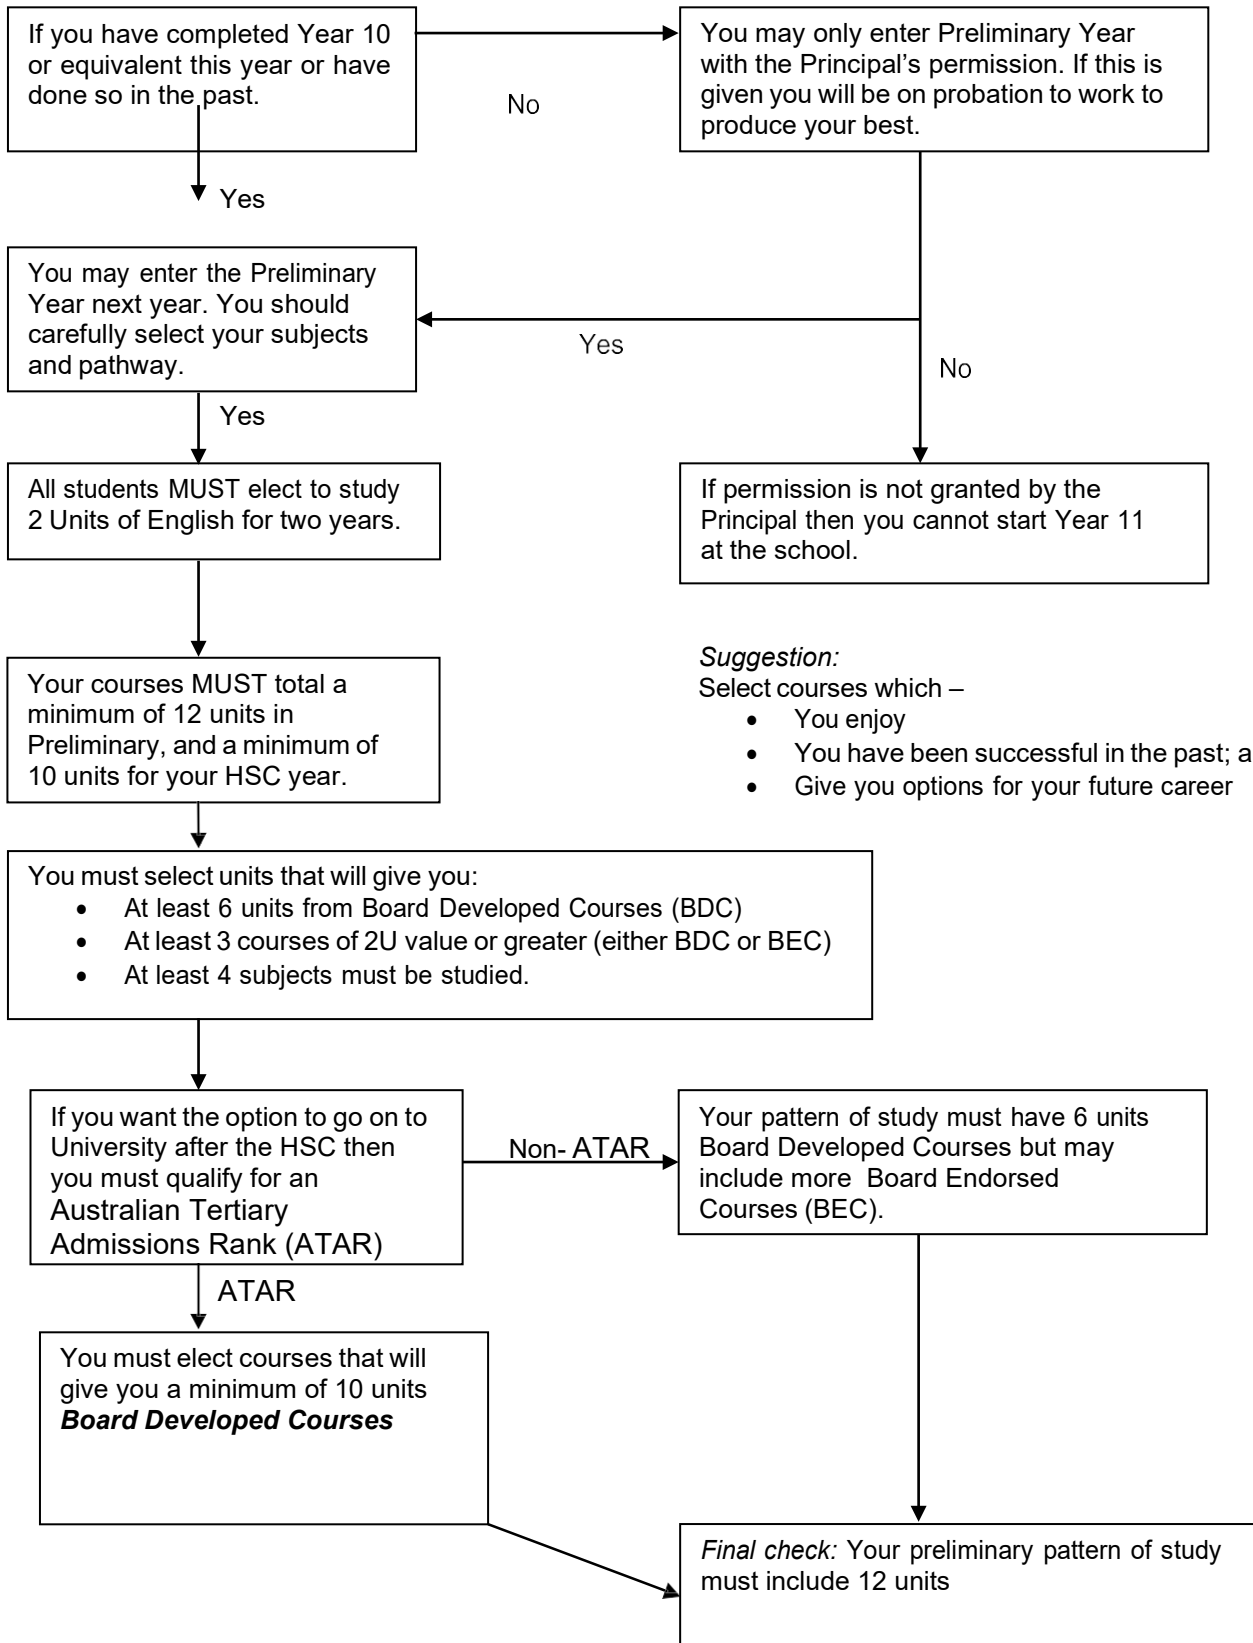 If you have completed Year 10
or equivalent this year or have
done so in the past.
No
You may only enter Preliminary Year
with the Principal’s permission. If this is
given you will be on probation to work to
produce your best.
Yes
You may enter the Preliminary
Year next year. You should
carefully select your subjects
and pathway.
Yes
No
Yes
All students MUST elect to study
2 Units of English for two years.
If permission is not granted by the
Principal then you cannot start Year 11
at the school.
Your courses MUST total a
minimum of 12 units in
Preliminary, and a minimum of
10 units for your HSC year.
Suggestion:
Select courses which –
• You enjoy
• You have been successful in the past; a
• Give you options for your future career
You must select units that will give you:
• At least 6 units from Board Developed Courses (BDC)
• At least 3 courses of 2U value or greater (either BDC or BEC)
• At least 4 subjects must be studied.
If you want the option to go on to
University after the HSC then
you must qualify for an
Australian Tertiary
Admissions Rank (ATAR)
Non- ATAR
Your pattern of study must have 6 units
Board Developed Courses but may
include more Board Endorsed
Courses (BEC).
ATAR
You must elect courses that will
give you a minimum of 10 units
Board Developed Courses
Final check: Your preliminary pattern of study
must include 12 units